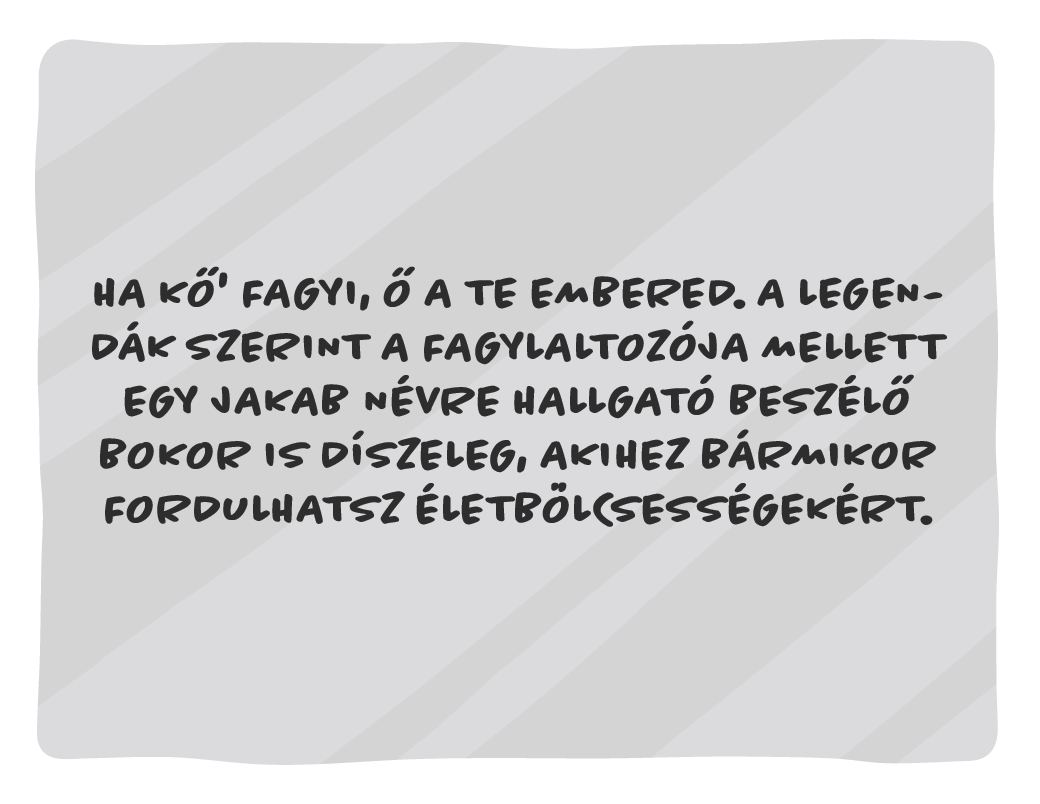 HA KŐ' FAGYI, Ő A TE EMBERED. A LEGEN-
DÁK SZERINT A FAGYLALTOZÓJA MELLETT
EGY JAKAB NÉVRE HALLGATÓ BESZÉLŐ
BOKOR IS DÍSZELEG, AKIHEZ BÁRMIKOR
FORDULHATSZ ÉLETBÖLCSESSÉGEKÉRT.